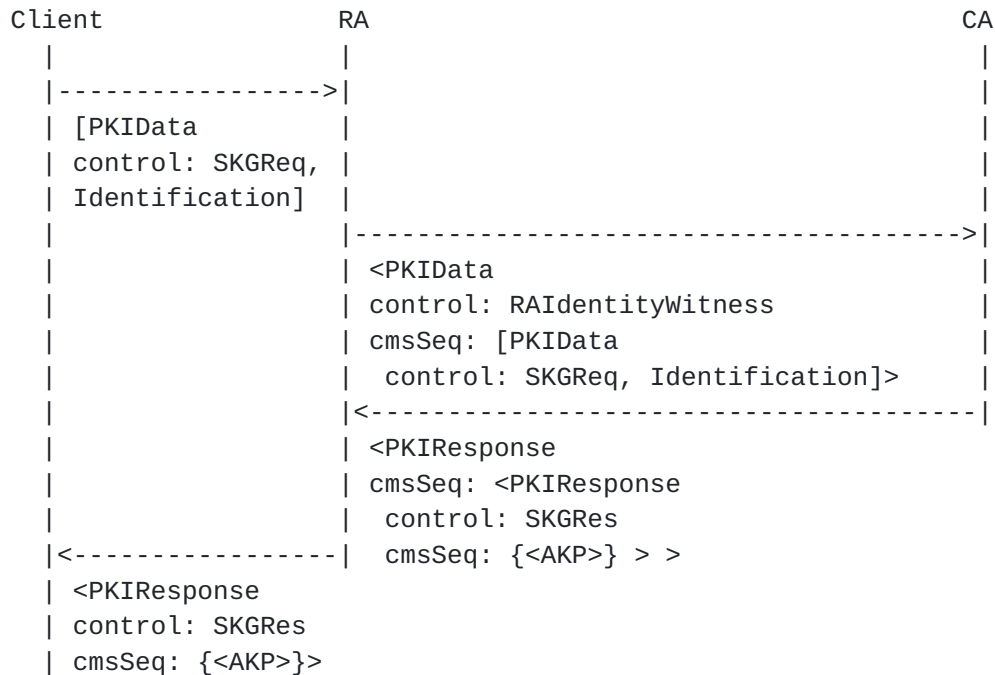 Client               RA                                      CA
  |                  |                                        |
  |----------------->|                                        |
  | [PKIData         |                                        |
  | control: SKGReq, |                                        |
  | Identification]  |                                        |
  |                  |--------------------------------------->|
  |                  | <PKIData                               |
  |                  | control: RAIdentityWitness             |
  |                  | cmsSeq: [PKIData                       |
  |                  |  control: SKGReq, Identification]>     |
  |                  |<---------------------------------------|
  |                  | <PKIResponse
  |                  | cmsSeq: <PKIResponse
  |                  |  control: SKGRes
  |<-----------------|  cmsSeq: {<AKP>} > >
  | <PKIResponse
  | control: SKGRes
  | cmsSeq: {<AKP>}>